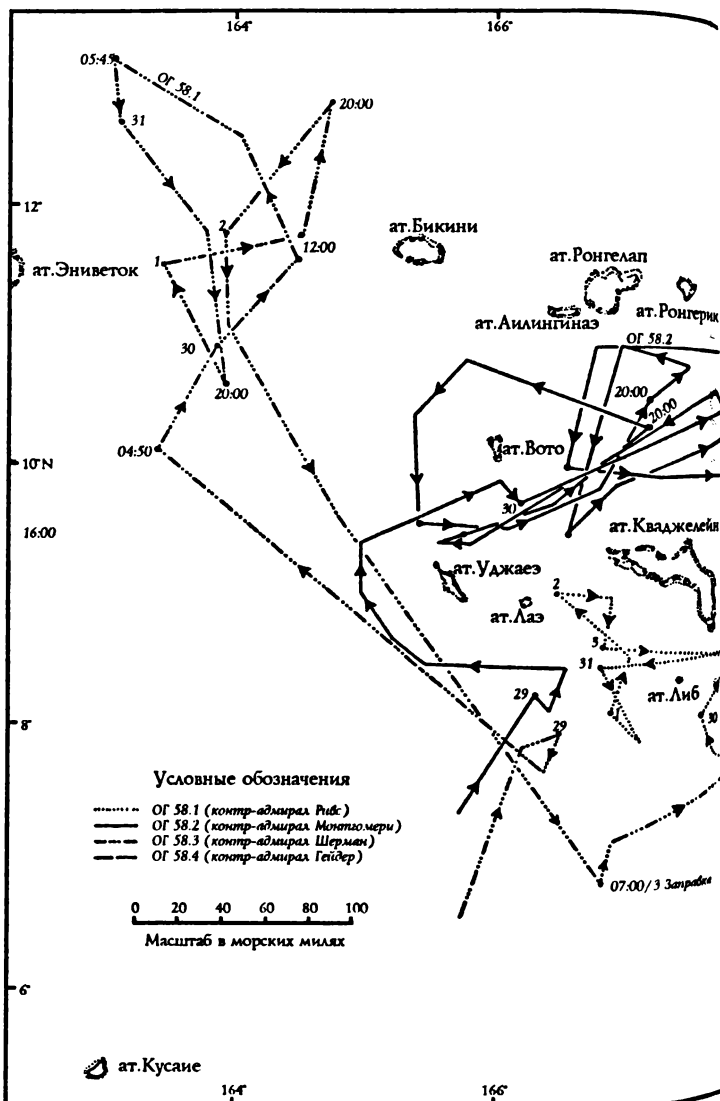 164°
166°
05:45
ОГ 58.1
20:00
31
12°
2
ат.Бикини
1
12:00
ат.Эниветок
ат.Ронгелап
ат.Ронгерик
ат.Аилингинаэ
ОГ 58.2
30
20:00
20:00
20:00
04:50
10°N
ат.Вото
30
16:00
ат.Кваджелейн
ат.Уджаеэ
2
ат.Лаэ
3
31
ат.Либ
29
30
8°
29
Условные обозначения
ОГ 58.1 (контр-адмирал Ривс)
ОГ 58.2 (контр-адмирал Монтгомери)
ОГ 58.3 (контр-адмирал Шерман)
ОГ 58.4 (контр-адмирал Гейдер)
07:00/3 Заправка
0 20 40 60 80 100
Масштаб в морских милях
6°
ат.Кусаие
164°
166°